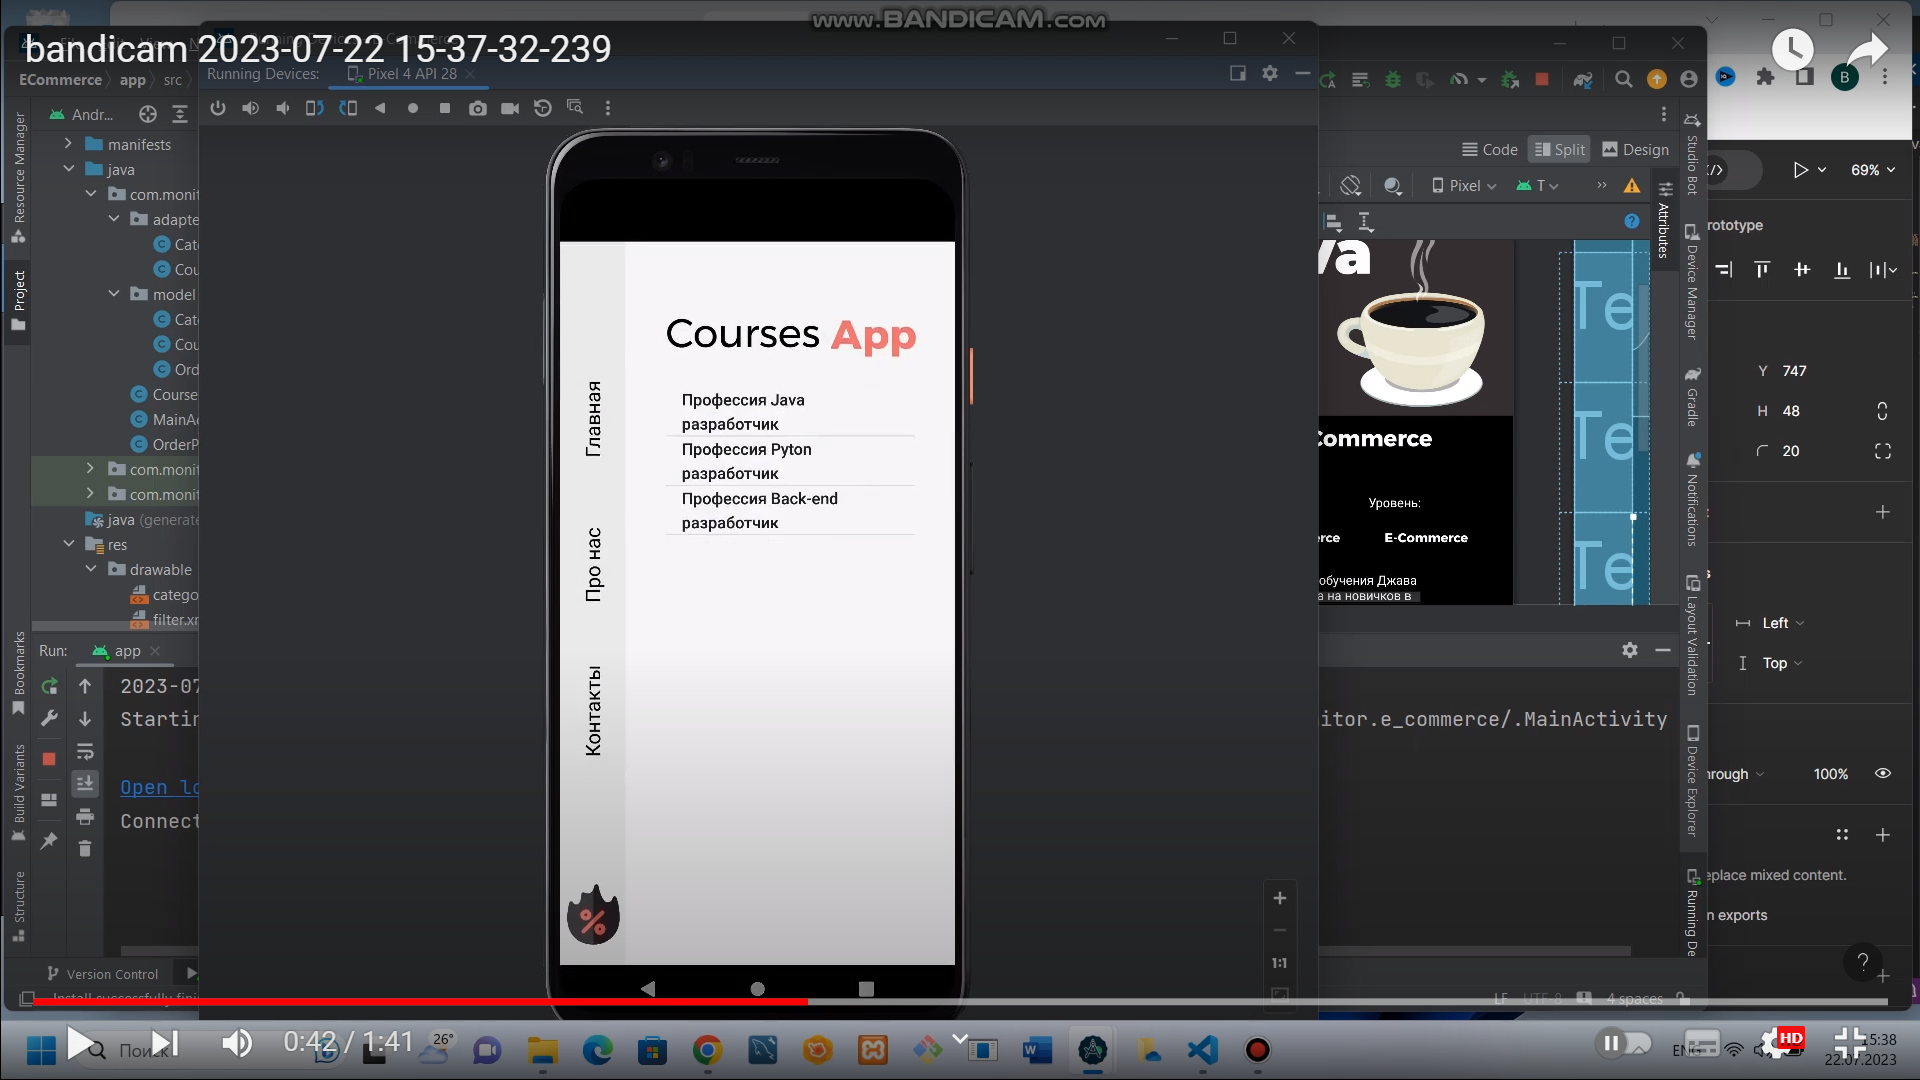 www.BANDICAM.com
bandicam 2023-07-22 15-37-32-239
ECommerce
app
src
Running Devices:
Pixel 4 API 28
Andr...
manifests
java
com.monit
adapte
Cate
Cou
model
Cate
Cou
Ord
Course
MainAc
OrderP
com.monit
com.monit
java (generate
res
drawable
catego
filter.xr
Resource Manager
Project
Bookmarks
Build Variants
Structure
Run:
app
2023-07
Startin
Open lo
Connect
Version Control
Courses App
Профессия Java
разработчик
Профессия Pyton
разработчик
Профессия Back-end
разработчик
Главная
Про нас
Контакты
%
1:1
Code
Split
Design
Pixel
T
Attributes
va
Commerce
Уровень:
rce
E-Commerce
обучения Джава
а на новичков в
Te
Te
Te
itor.e_commerce/.MainActivity
Studio Bot
Device Manager
Gradle
Notifications
Layout Validation
Device Explorer
Running De
B
69%
rototype
Y 747
H 48
20
Left
Top
hrough
100%
eplace mixed content.
n exports
LF
UTF-8
4 spaces
0:42 / 1:41
Поиск
26°
HD
15:38
22.07.2023